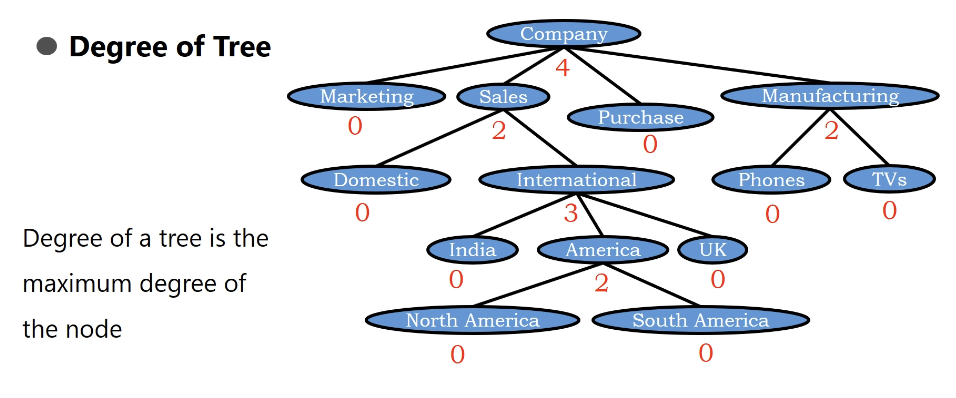 Degree of Tree
Company
4
Marketing
Sales
Purchase
Manufacturing
0
2
0
2
Domestic
International
Phones
TVs
0
3
0
0
Degree of a tree is the
maximum degree of
the node
India
America
UK
0
2
0
North America
South America
0
0